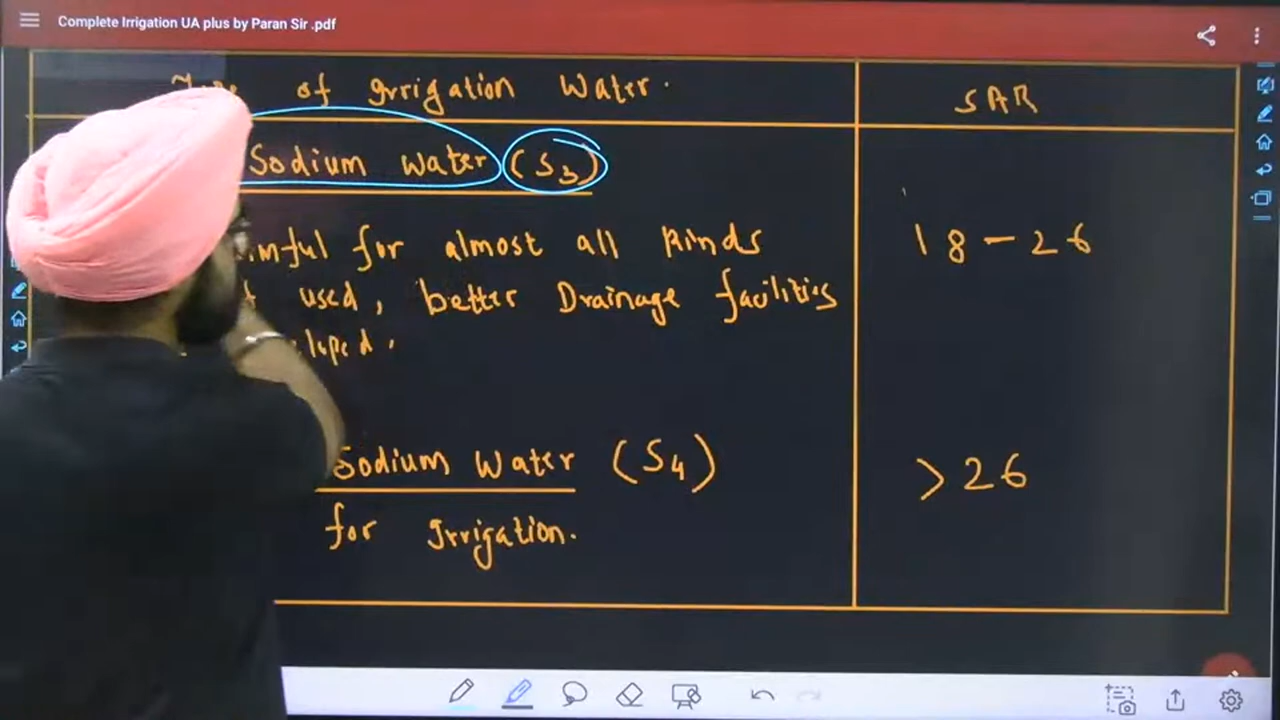 Complete Irrigation UA plus by Paran Sir .pdf
of Irrigation Water.
SAR
Sodium Water (S3)
for almost all kinds
18-26
used, better Drainage facilities
Sodium Water (S4)
>26
for Irrigation.